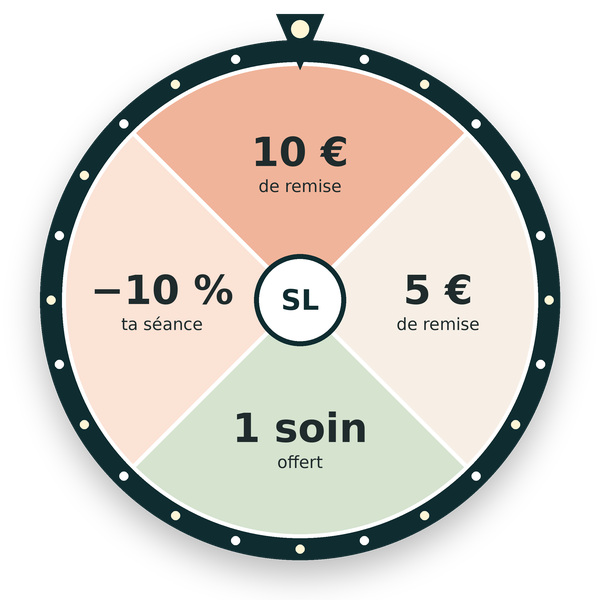 10 €
de remise
−10 %
ta séance
SL
5 €
de remise
1 soin
offert